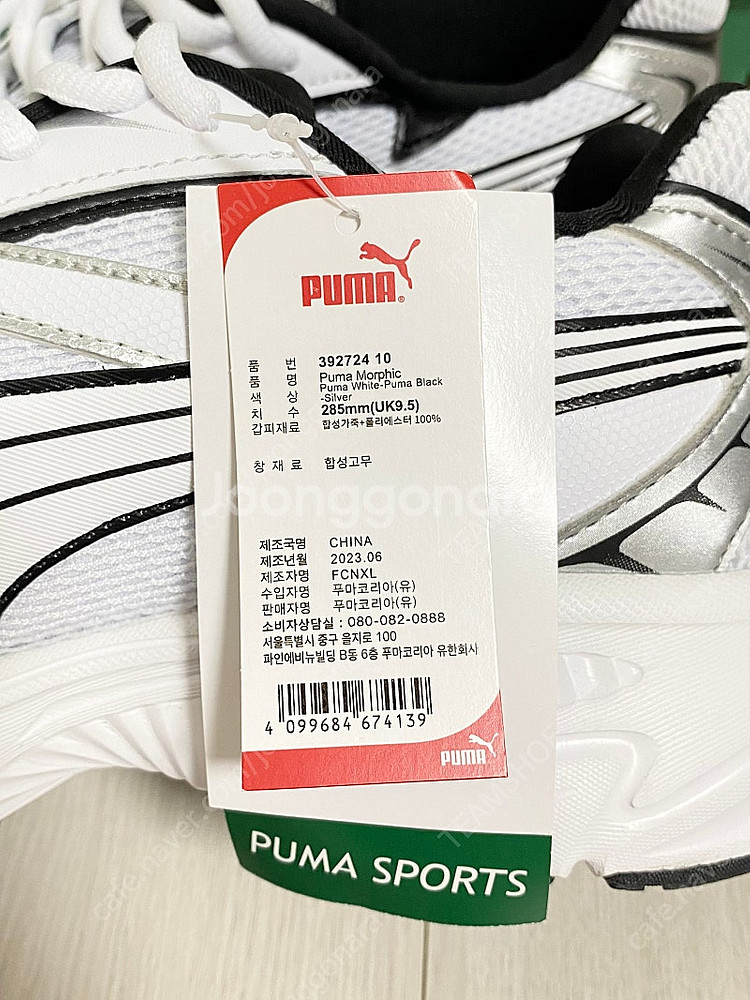 PUMA
품 번 392724 10
품 명 Puma Morphic
색 상 Puma White-Puma Black
-Silver
치 수 285mm(UK9.5)
갑피재료 합성가죽+폴리에스터 100%
창 재 료 합성고무
제조국명 CHINA
제조년월 2023.06
제조자명 FCNXL
수입자명 푸마코리아(유)
판매자명 푸마코리아(유)
소비자상담실 : 080-082-0888
서울특별시 중구 을지로 100
파인에비뉴빌딩 B동 6층 푸마코리아 유한회사
4 099684 674139
PUMA
PUMA SPORTS
Joonggonara